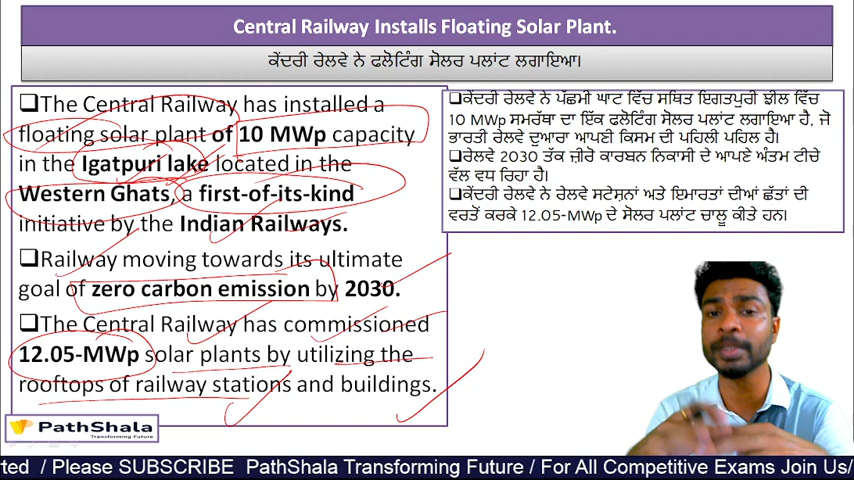 Central Railway Installs Floating Solar Plant.
ਕੇਂਦਰੀ ਰੇਲਵੇ ਨੇ ਫਲੋਟਿੰਗ ਸੋਲਰ ਪਲਾਂਟ ਲਗਾਇਆ।
❑The Central Railway has installed a
floating solar plant of 10 MWp capacity
in the Igatpuri lake located in the
Western Ghats, a first-of-its-kind
initiative by the Indian Railways.
❑Railway moving towards its ultimate
goal of zero carbon emission by 2030.
❑The Central Railway has commissioned
12.05-MWp solar plants by utilizing the
rooftops of railway stations and buildings.
❑ਕੇਂਦਰੀ ਰੇਲਵੇ ਨੇ ਪੱਛਮੀ ਘਾਟ ਵਿੱਚ ਸਥਿਤ ਇਗਤਪੁਰੀ ਝੀਲ ਵਿੱਚ
10 MWp ਸਮਰੱਥਾ ਦਾ ਇੱਕ ਫਲੋਟਿੰਗ ਸੋਲਰ ਪਲਾਂਟ ਲਗਾਇਆ ਹੈ, ਜੋ
ਭਾਰਤੀ ਰੇਲਵੇ ਦੁਆਰਾ ਆਪਣੀ ਕਿਸਮ ਦੀ ਪਹਿਲੀ ਪਹਿਲ ਹੈ।
❑ਰੇਲਵੇ 2030 ਤੱਕ ਜ਼ੀਰੋ ਕਾਰਬਨ ਨਿਕਾਸੀ ਦੇ ਆਪਣੇ ਅੰਤਮ ਟੀਚੇ
ਵੱਲ ਵਧ ਰਿਹਾ ਹੈ।
❑ਕੇਂਦਰੀ ਰੇਲਵੇ ਨੇ ਰੇਲਵੇ ਸਟੇਸ਼ਨਾਂ ਅਤੇ ਇਮਾਰਤਾਂ ਦੀਆਂ ਛੱਤਾਂ ਦੀ
ਵਰਤੋਂ ਕਰਕੇ 12.05-MWp ਦੇ ਸੋਲਰ ਪਲਾਂਟ ਚਾਲੂ ਕੀਤੇ ਹਨ।
PathShala
Transforming Future
ted / Please SUBSCRIBE PathShala Transforming Future / For All Competitive Exams Join Us/